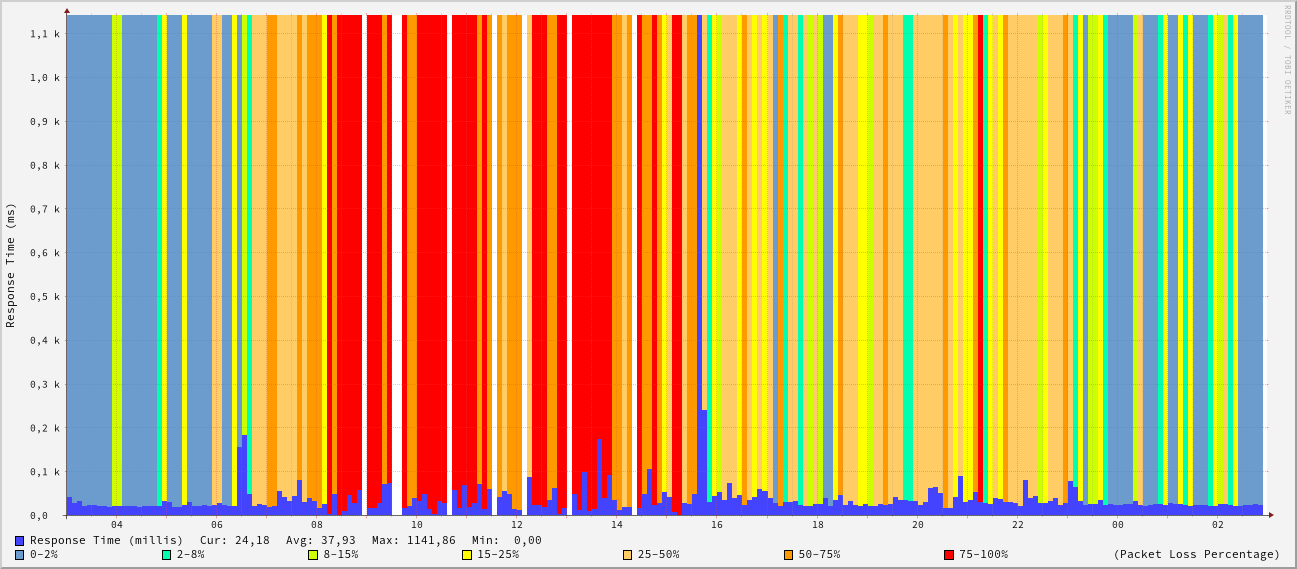 RRDTOOL / TOBI OETIKER
Response Time (ms)
1,1 k
1,0 k
0,9 k
0,8 k
0,7 k
0,6 k
0,5 k
0,4 k
0,3 k
0,2 k
0,1 k
0,0
04 06 08 10 12 14 16 18 20 22 00 02
Response Time (millis) Cur: 24,18 Avg: 37,93 Max: 1141,86 Min: 0,00
0-2% 2-8% 8-15% 15-25% 25-50% 50-75% 75-100% (Packet Loss Percentage)